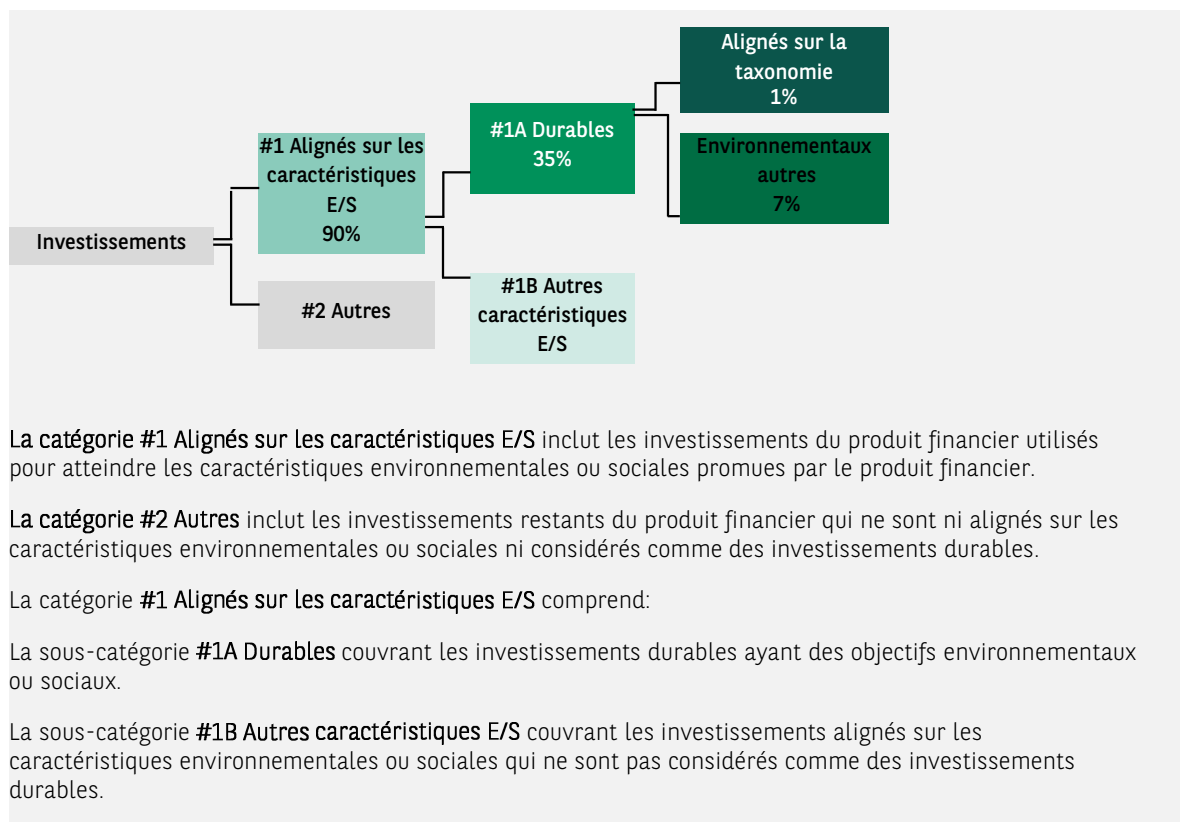 Investissements
#1 Alignés sur les
caractéristiques
E/S
90%
#2 Autres
#1A Durables
35%
#1B Autres
caractéristiques
E/S
Alignés sur la
taxonomie
1%
Environnementaux
autres
7%
La catégorie #1 Alignés sur les caractéristiques E/S inclut les investissements du produit financier utilisés
pour atteindre les caractéristiques environnementales ou sociales promues par le produit financier.
La catégorie #2 Autres inclut les investissements restants du produit financier qui ne sont ni alignés sur les
caractéristiques environnementales ou sociales ni considérés comme des investissements durables.
La catégorie #1 Alignés sur les caractéristiques E/S comprend:
La sous-catégorie #1A Durables couvrant les investissements durables ayant des objectifs environnementaux
ou sociaux.
La sous-catégorie #1B Autres caractéristiques E/S couvrant les investissements alignés sur les
caractéristiques environnementales ou sociales qui ne sont pas considérés comme des investissements
durables.